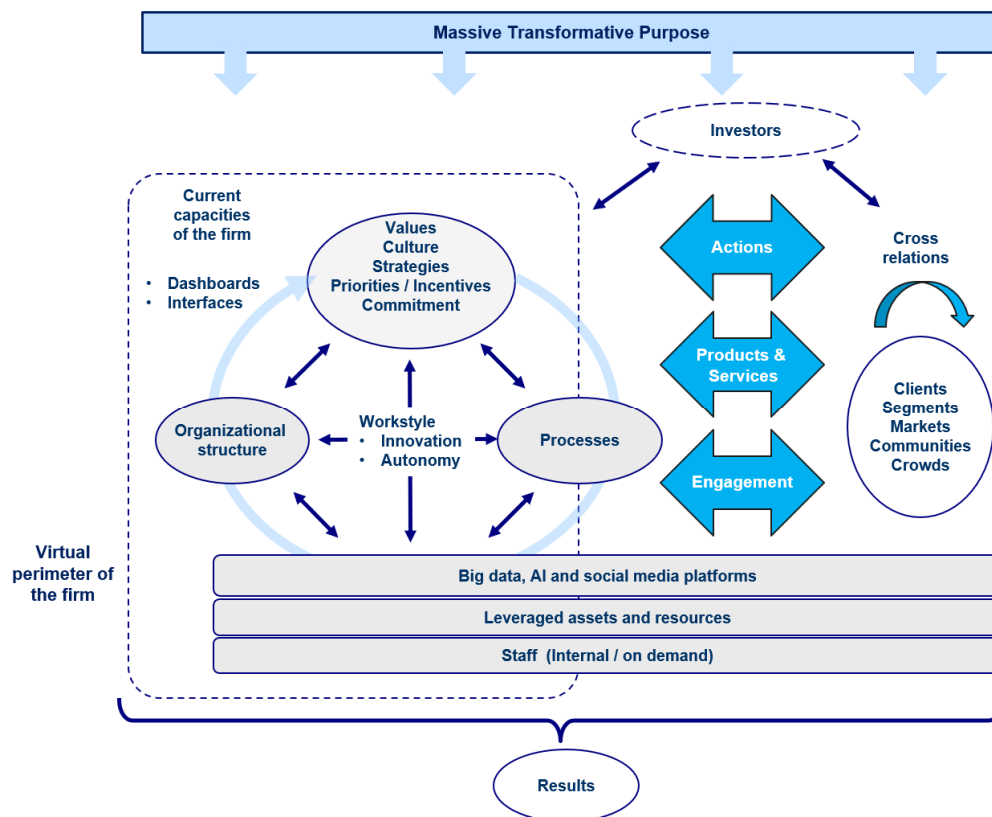 Massive Transformative Purpose
Investors
Current
capacities
of the firm
• Dashboards
• Interfaces
Values
Culture
Strategies
Priorities / Incentives
Commitment
Actions
Cross
relations
Products &
Services
Clients
Segments
Markets
Communities
Crowds
Organizational
structure
Workstyle
• Innovation
• Autonomy
Processes
Engagement
Virtual
perimeter of
the firm
Big data, AI and social media platforms
Leveraged assets and resources
Staff (Internal / on demand)
Results